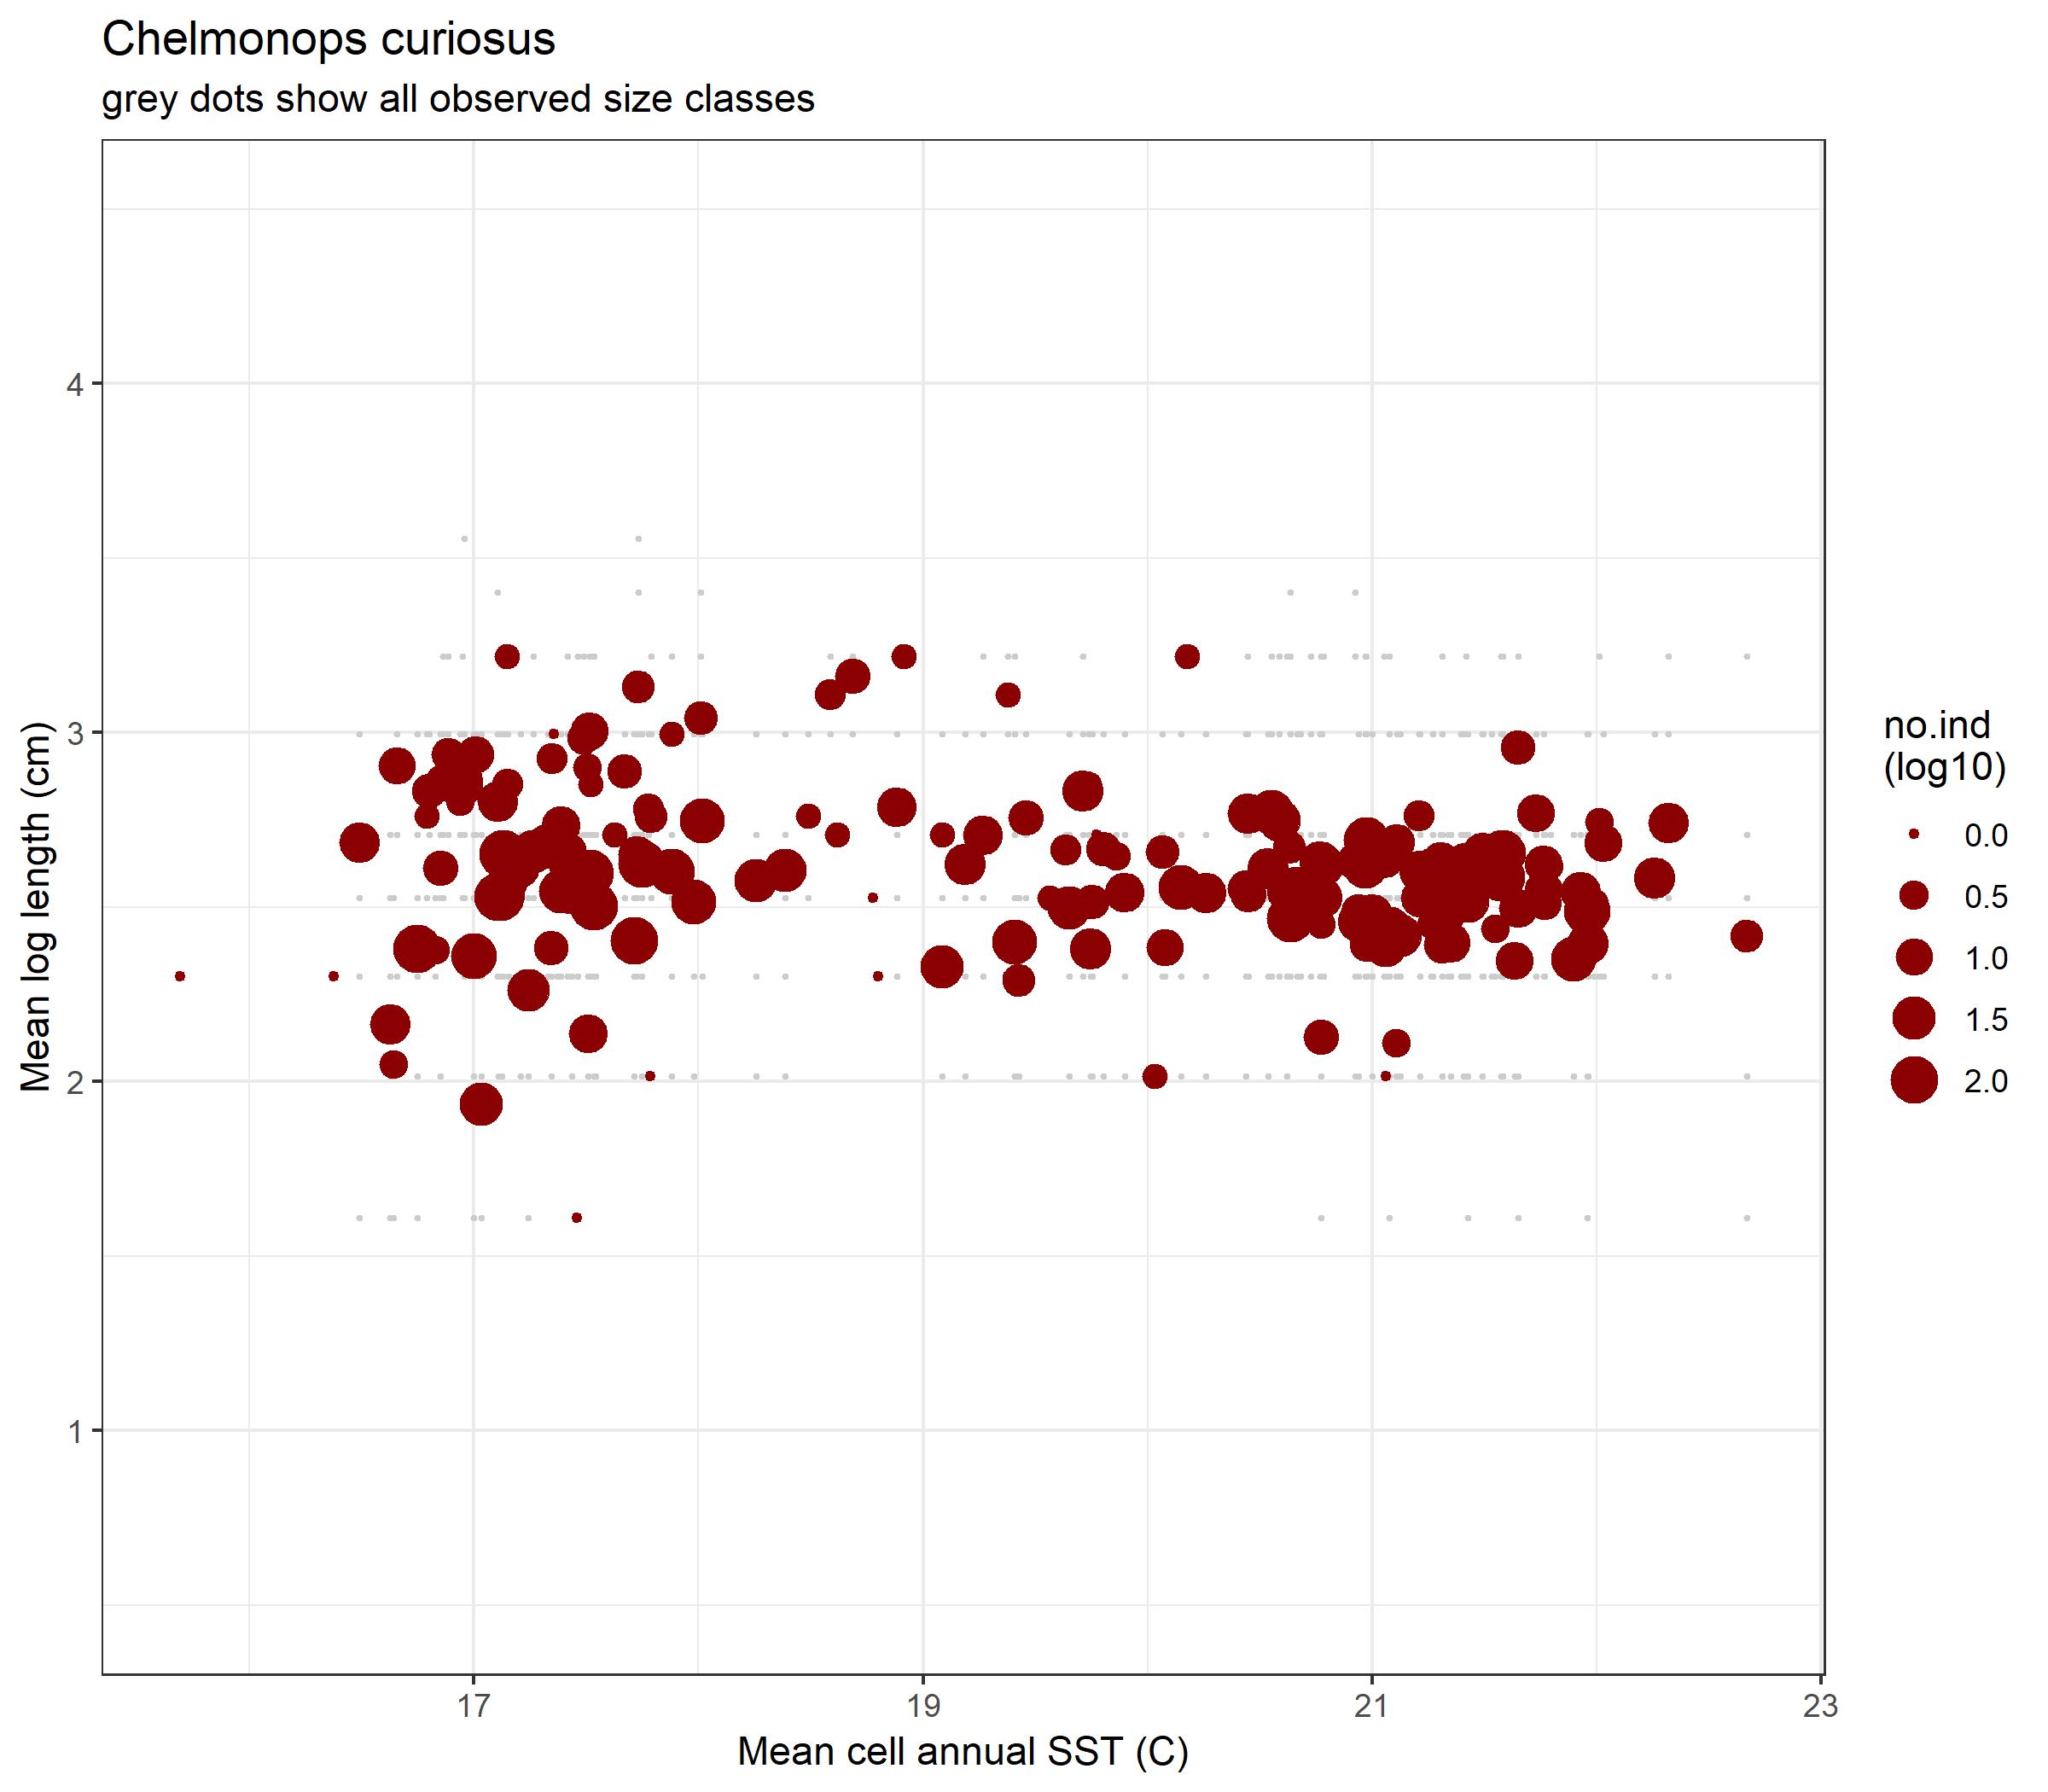 Chelmonops curiosus
grey dots show all observed size classes
Mean log length (cm)
4
3
2
1
17
19
21
23
Mean cell annual SST (C)
no.ind
(log10)
0.0
0.5
1.0
1.5
2.0